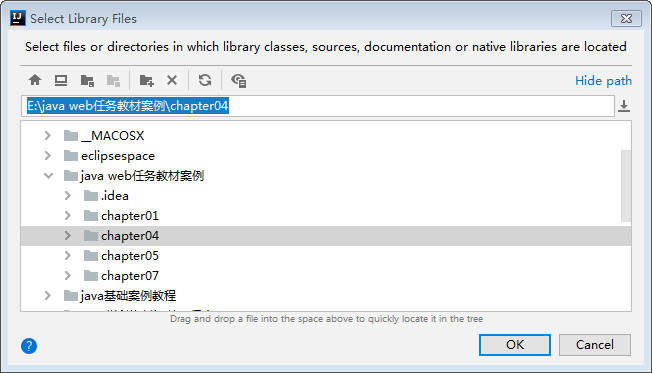 Select Library Files
Select files or directories in which library classes, sources, documentation or native libraries are located
Hide path
E:\java web任务教材案例\chapter04
__MACOSX
eclipsespace
java web任务教材案例
.idea
chapter01
chapter04
chapter05
chapter07
java基础案例教程
Drag and drop a file into the space above to quickly locate it in the tree
?
OK
Cancel